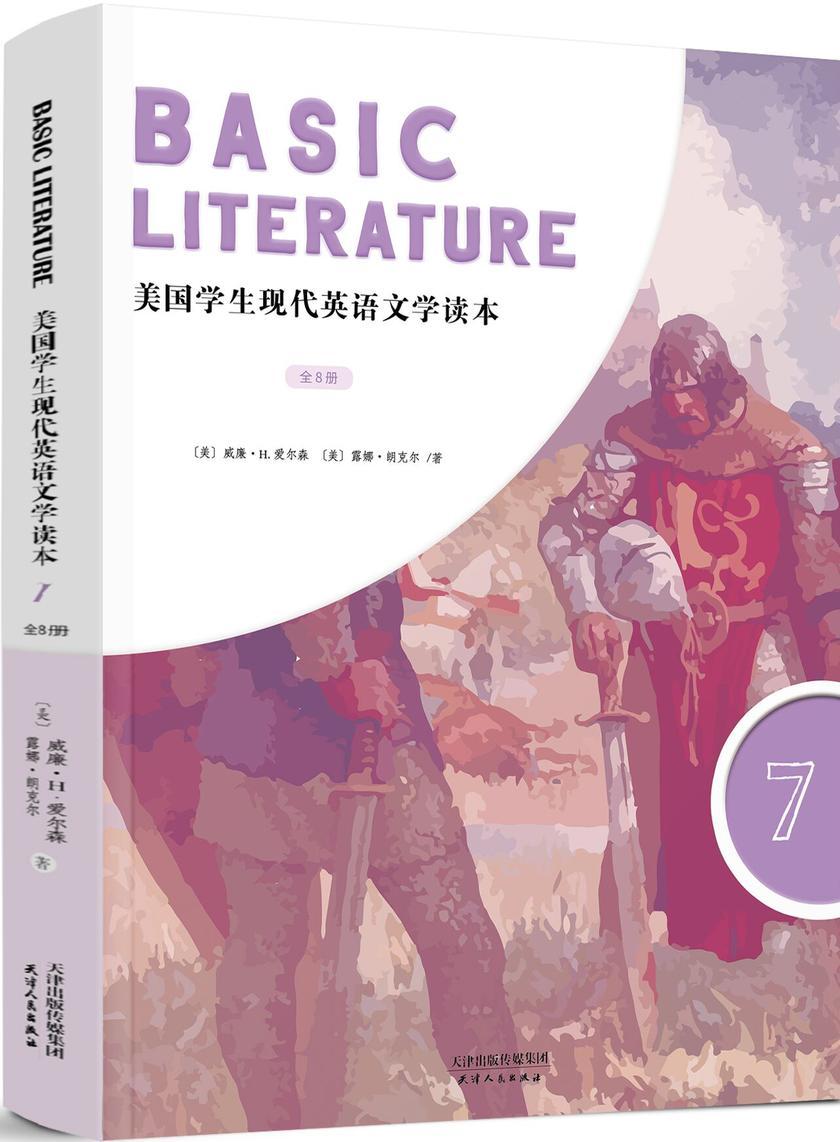 BASIC
LITERATURE
美国学生现代英语文学读本
全8册
〔美〕威廉·H.爱尔森 〔美〕露娜·朗克尔 /著
7
天津出版传媒集团
天津人民出版社
BASIC LITERATURE
美国学生现代英语文学读本
7
全8册
〔美〕
威廉·H·爱尔森
露娜·朗克尔
著
天津出版传媒集团
天津人民出版社